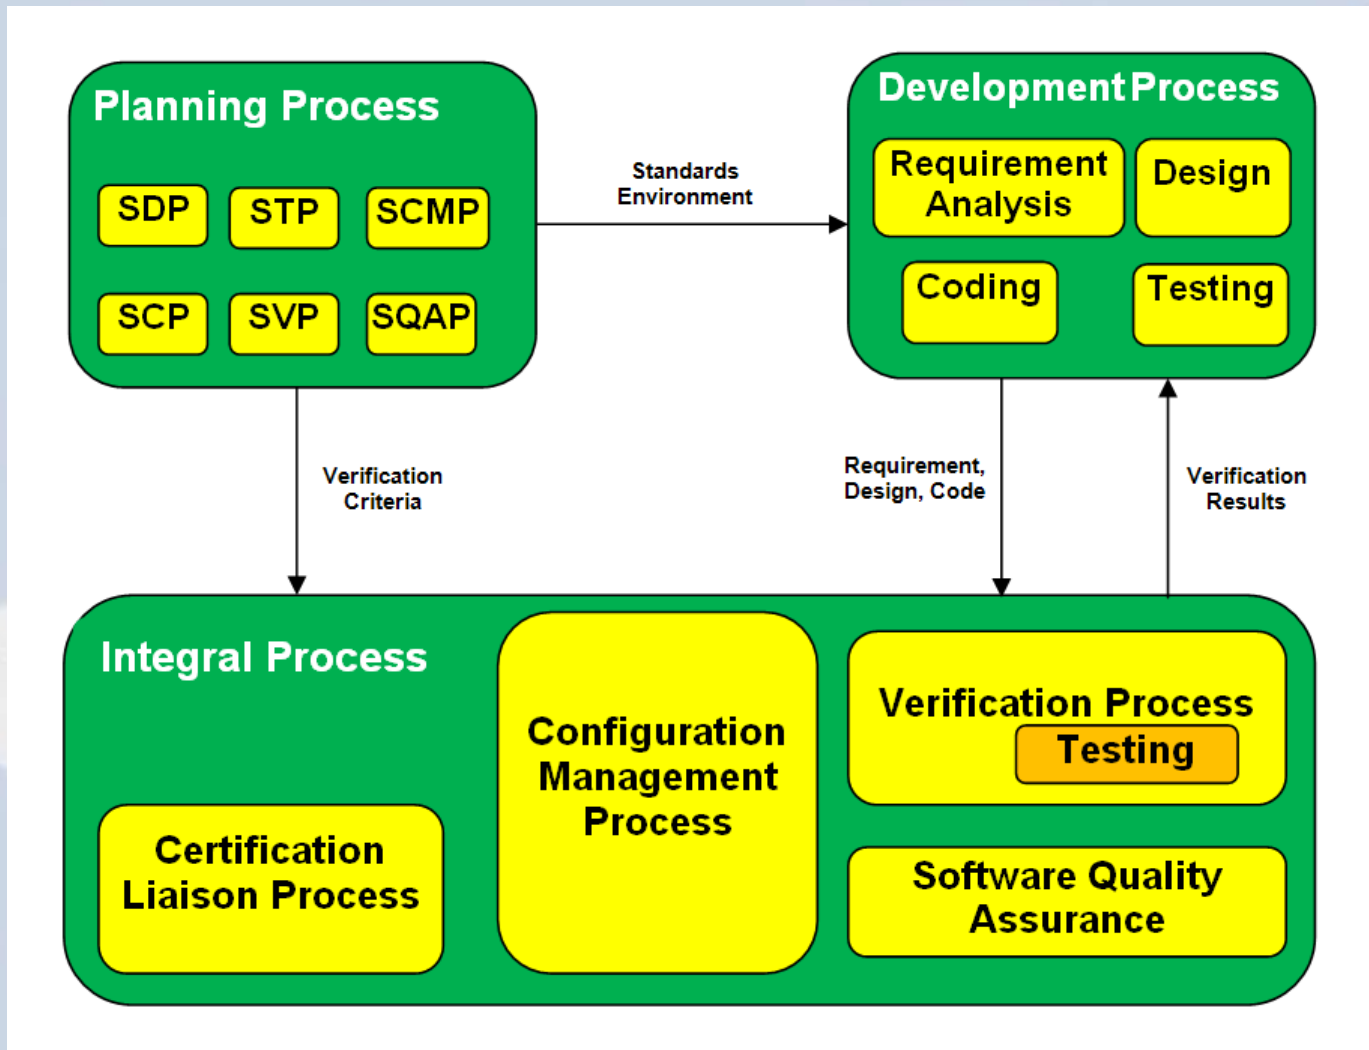 Planning Process
SDP
STP
SCMP
SCP
SVP
SQAP
Standards
Environment
Development Process
Requirement
Analysis
Design
Coding
Testing
Verification
Criteria
Requirement,
Design, Code
Verification
Results
Integral Process
Certification
Liaison Process
Configuration
Management
Process
Verification Process
Testing
Software Quality
Assurance